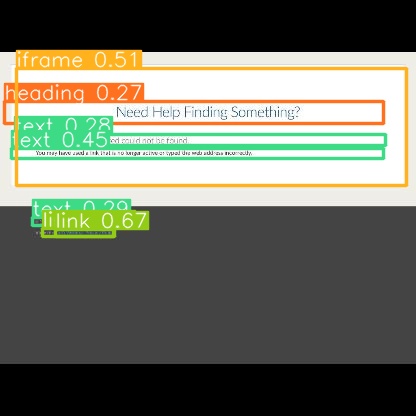 iframe 0.51
heading 0.27
Need Help Finding Something?
text 0.28
text 0.45
ed could not be found.
You may have used a link that is no longer active or typed the web address incorrectly.
text 0.29
li
link 0.67